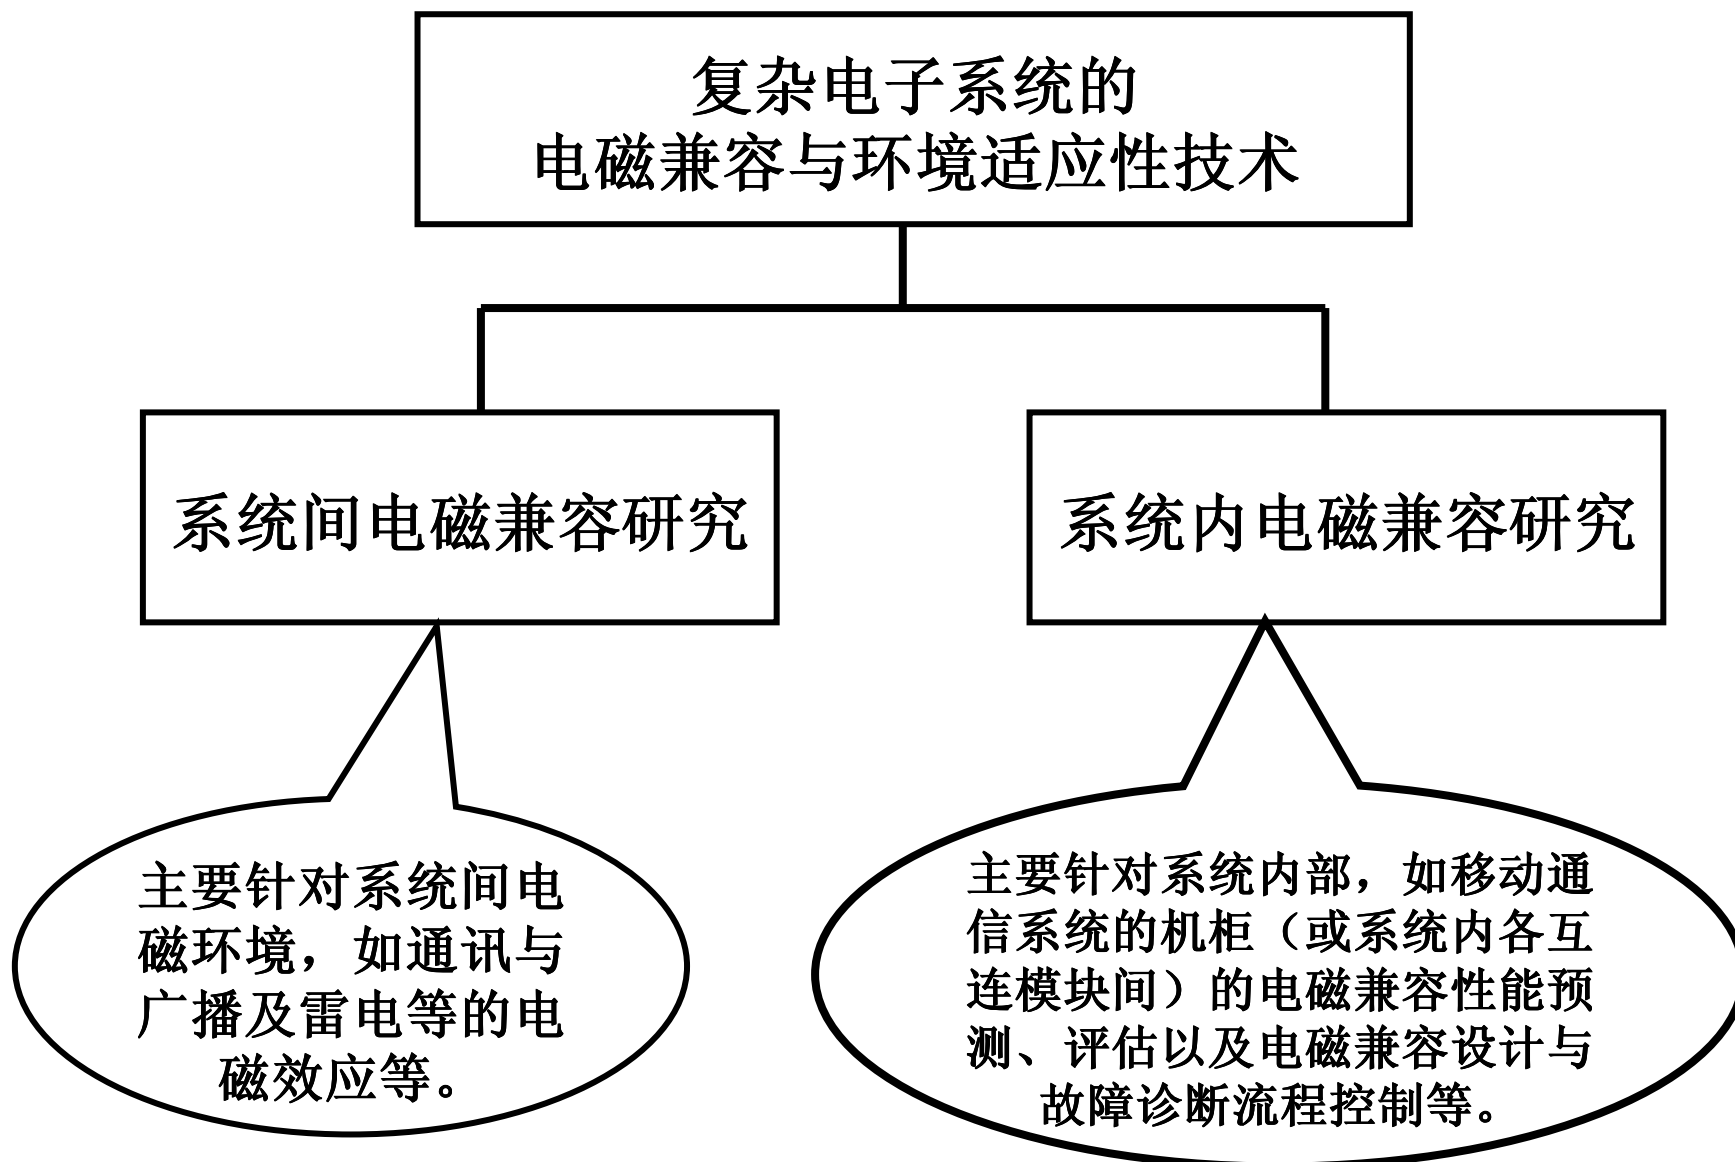 复杂电子系统的
电磁兼容与环境适应性技术
系统间电磁兼容研究
系统内电磁兼容研究
主要针对系统间电
磁环境，如通讯与
广播及雷电等的电
磁效应等。
主要针对系统内部，如移动通
信系统的机柜（或系统内各互
连模块间）的电磁兼容性能预
测、评估以及电磁兼容设计与
故障诊断流程控制等。